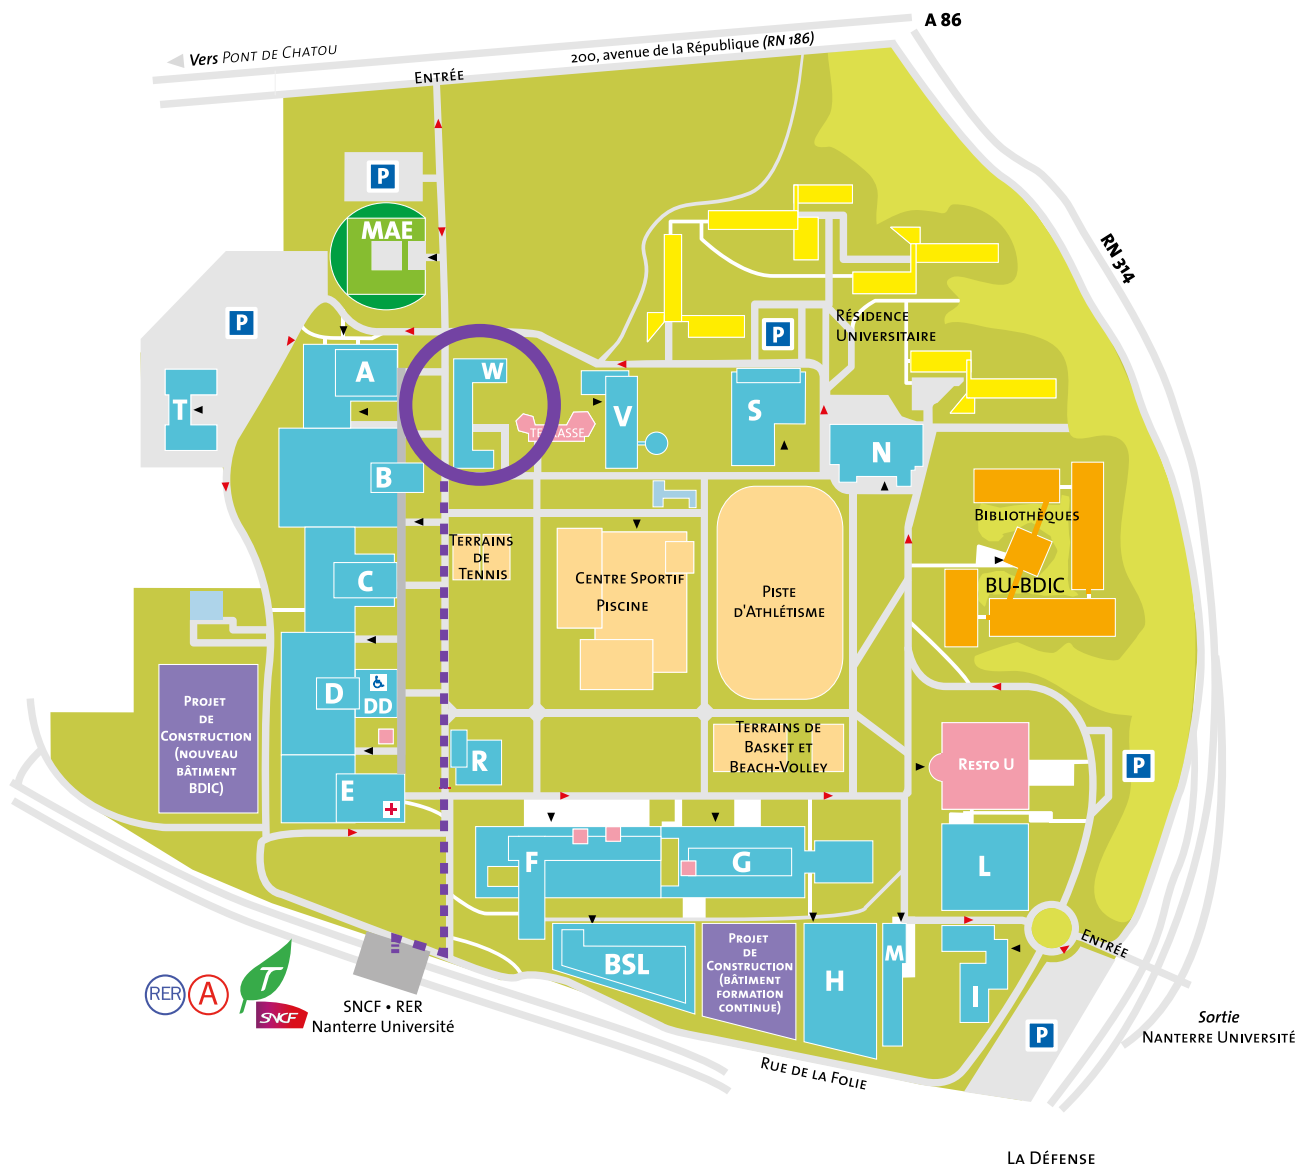 A 86
Vers PONT DE CHATOU
200, avenue de la République (RN 186)
ENTRÉE
P
MAE
RN 314
P
RÉSIDENCE
UNIVERSITAIRE
P
A
W
T
V
S
TERRASSE
N
B
BIBLIOTHÈQUES
TERRAINS
DE
TENNIS
CENTRE SPORTIF
PISCINE
PISTE
D'ATHLÉTISME
BU-BDIC
C
D
DD
PROJET
DE
CONSTRUCTION
(NOUVEAU
BÂTIMENT
BDIC)
R
TERRAINS DE
BASKET ET
BEACH-VOLLEY
RESTO U
P
E
F
G
L
BSL
PROJET
DE
CONSTRUCTION
(BÂTIMENT
FORMATION
CONTINUE)
H
M
I
ENTRÉE
RER
A
T
SNCF
SNCF • RER
Nanterre Université
P
Sortie
NANTERRE UNIVERSITÉ
RUE DE LA FOLIE
LA DÉFENSE